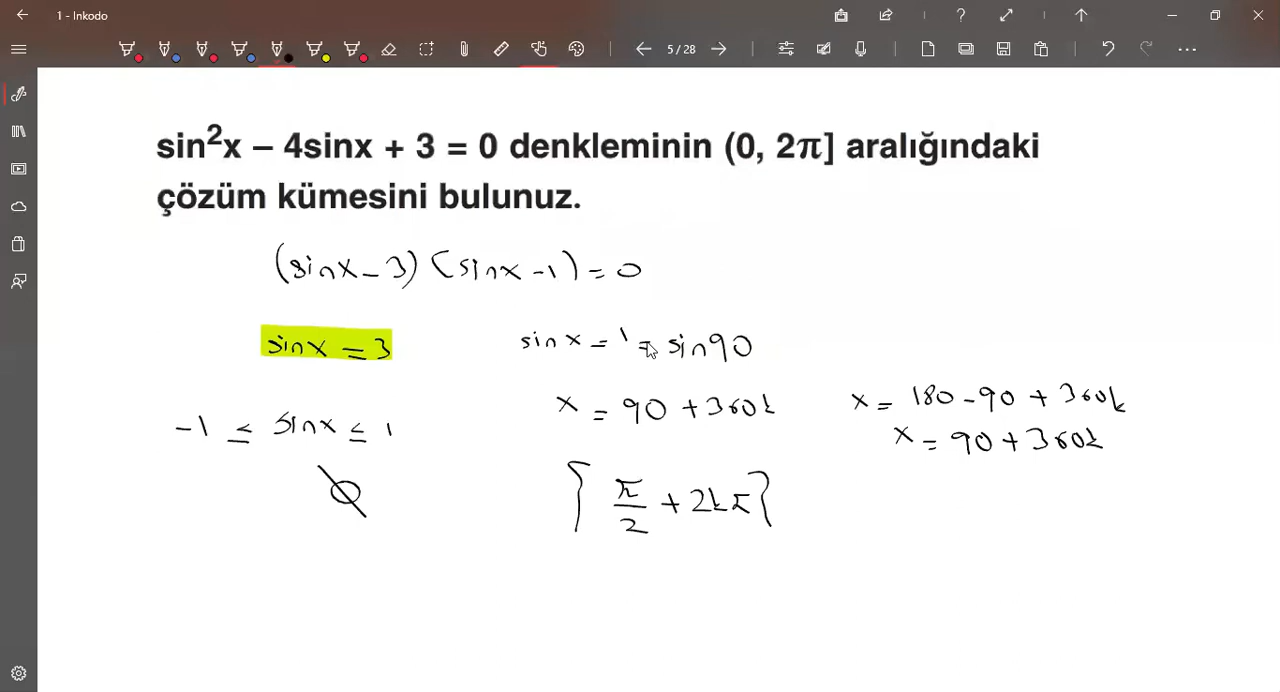 1 - Inkodo
5 / 28
sin²x – 4sinx + 3 = 0 denkleminin (0, 2π] aralığındaki
çözüm kümesini bulunuz.
(sinx - 3) (sinx - 1) = 0
sinx = 3
sinx = 1 = sin90
x = 90 + 360k
x = 180 - 90 + 360k
-1 ≤ sinx ≤ 1
x = 90 + 360k
∅
{ π/2 + 2kπ }